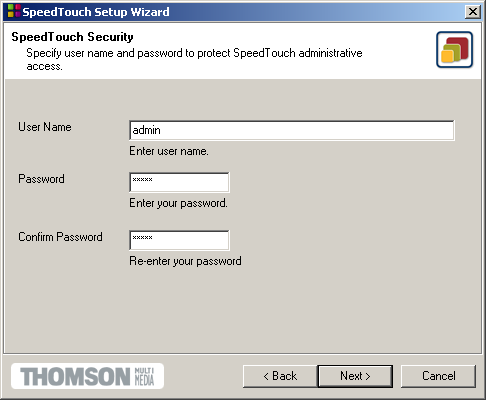 SpeedTouch Setup Wizard
SpeedTouch Security
Specify user name and password to protect SpeedTouch administrative
access.
User Name
admin
Enter user name.
Password
*****
Enter your password.
Confirm Password
*****
Re-enter your password
THOMSON MULTI MEDIA
< Back
Next >
Cancel